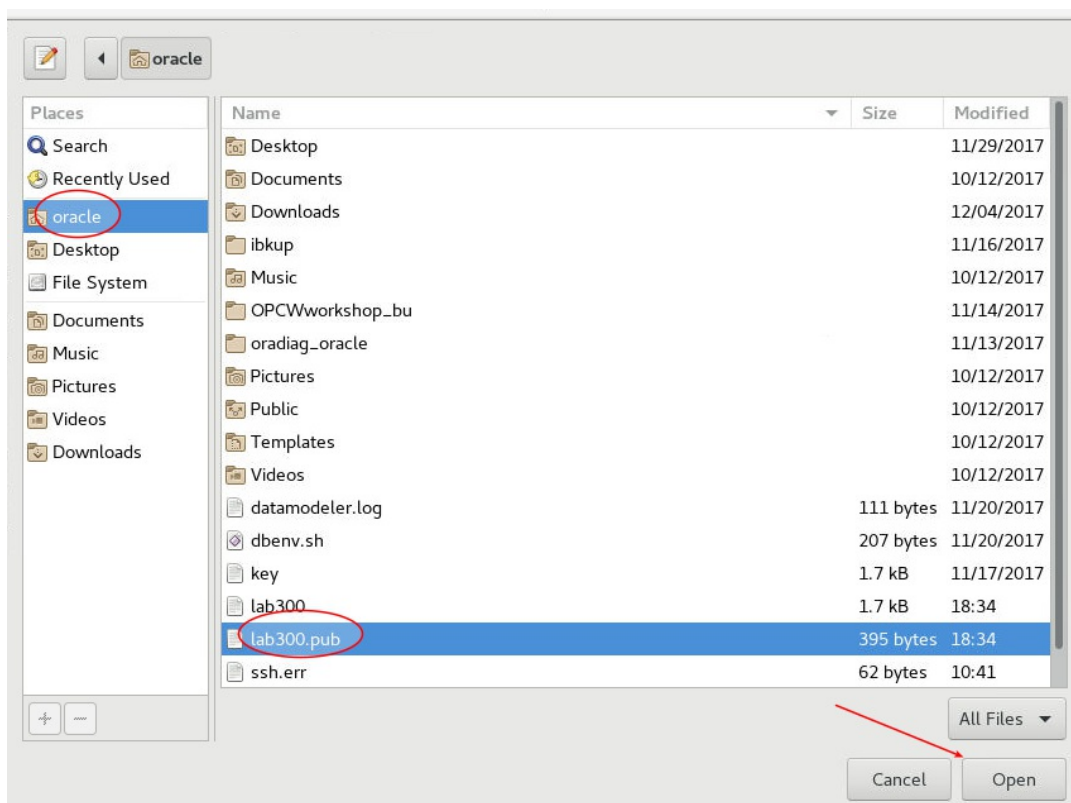 oracle
Places
Name Size Modified
Search
Recently Used
oracle
Desktop
File System
Documents
Music
Pictures
Videos
Downloads
Desktop 11/29/2017
Documents 10/12/2017
Downloads 12/04/2017
ibkup 11/16/2017
Music 10/12/2017
OPCWworkshop_bu 11/14/2017
oradiag_oracle 11/13/2017
Pictures 10/12/2017
Public 10/12/2017
Templates 10/12/2017
Videos 10/12/2017
datamodeler.log 111 bytes 11/20/2017
dbenv.sh 207 bytes 11/20/2017
key 1.7 kB 11/17/2017
lab300 1.7 kB 18:34
lab300.pub 395 bytes 18:34
ssh.err 62 bytes 10:41
All Files
Cancel Open